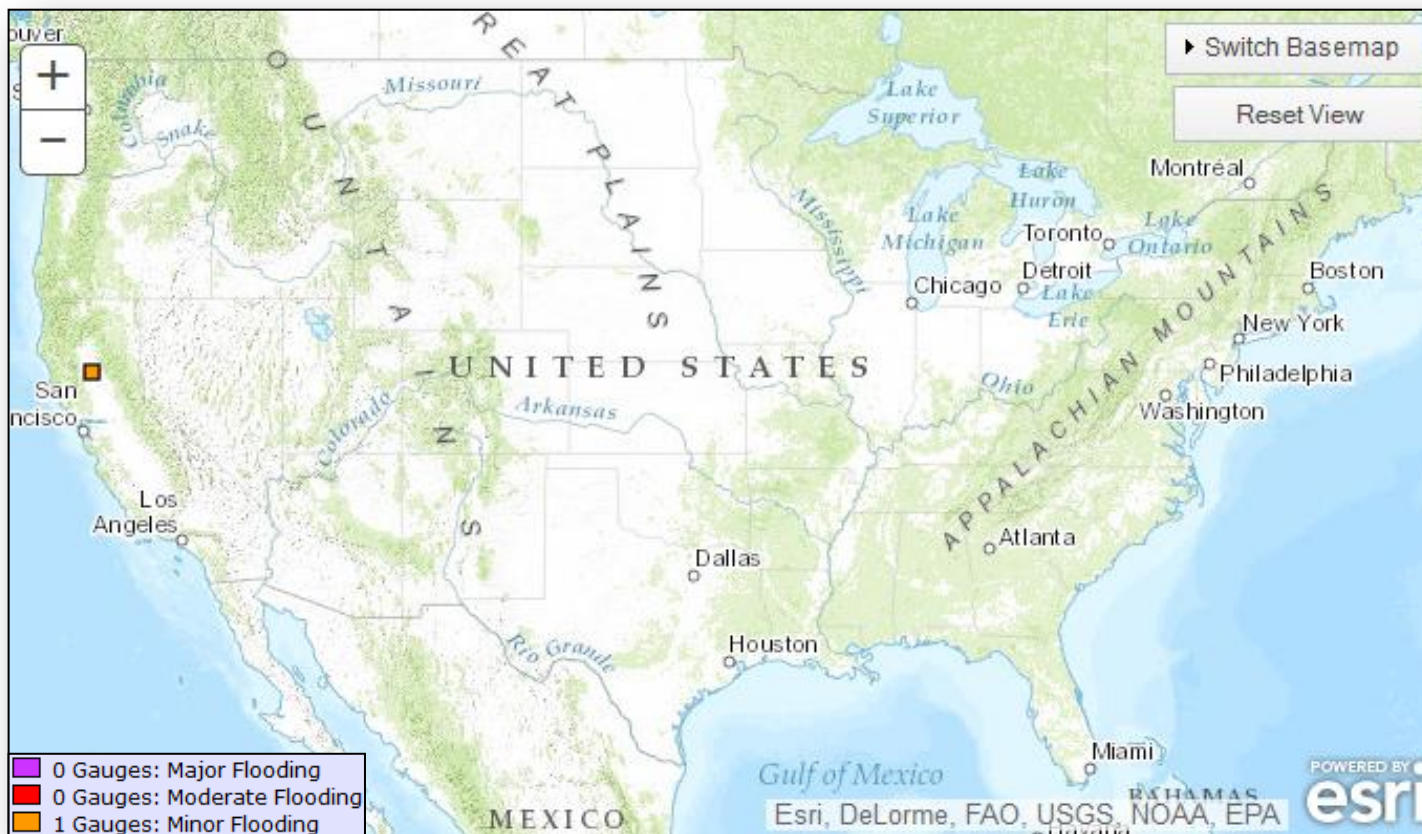 ouver
+
−
Switch Basemap
Reset View
Columbia
Snake
Missouri
OUNTAINS
REAT PLAINS
Lake
Superior
Mississippi
Lake
Michigan
Lake
Huron
Montréal
Toronto
Lake
Ontario
Detroit
Chicago
Lake
Erie
Boston
New York
Philadelphia
Washington
APPALACHIAN MOUNTAINS
UNITED STATES
Ohio
Arkansas
Colorado
San
ncisco
Los
Angeles
Dallas
Atlanta
Houston
Rio Grande
Miami
Gulf of Mexico
BAHAMAS
MEXICO
0 Gauges: Major Flooding
0 Gauges: Moderate Flooding
1 Gauges: Minor Flooding
Esri, DeLorme, FAO, USGS, NOAA, EPA
POWERED BY
esri